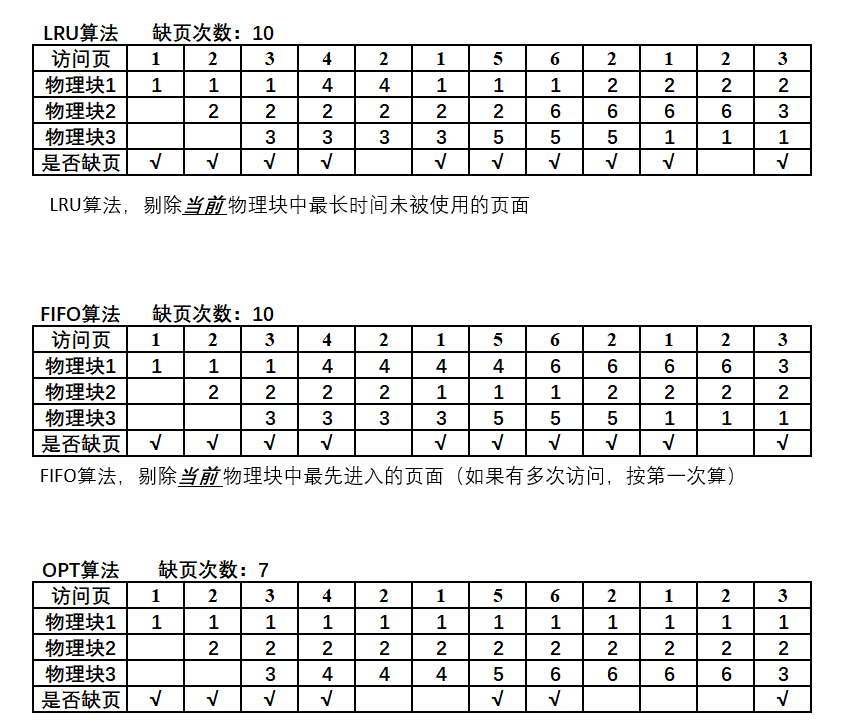 LRU算法 缺页次数：10
访问页 1 2 3 4 2 1 5 6 2 1 2 3
物理块1 1 1 1 4 4 1 1 1 2 2 2 2
物理块2 2 2 2 2 2 2 6 6 6 6 3
物理块3 3 3 3 3 5 5 5 1 1 1
是否缺页 √ √ √ √ √ √ √ √ √ √
LRU算法，剔除当前物理块中最长时间未被使用的页面
FIFO算法 缺页次数：10
访问页 1 2 3 4 2 1 5 6 2 1 2 3
物理块1 1 1 1 4 4 4 4 6 6 6 6 3
物理块2 2 2 2 2 1 1 1 2 2 2 2
物理块3 3 3 3 3 5 5 5 1 1 1
是否缺页 √ √ √ √ √ √ √ √ √ √
FIFO算法，剔除当前物理块中最先进入的页面（如果有多次访问，按第一次算）
OPT算法 缺页次数：7
访问页 1 2 3 4 2 1 5 6 2 1 2 3
物理块1 1 1 1 1 1 1 1 1 1 1 1 1
物理块2 2 2 2 2 2 2 2 2 2 2 2
物理块3 3 4 4 4 5 6 6 6 6 3
是否缺页 √ √ √ √ √ √ √